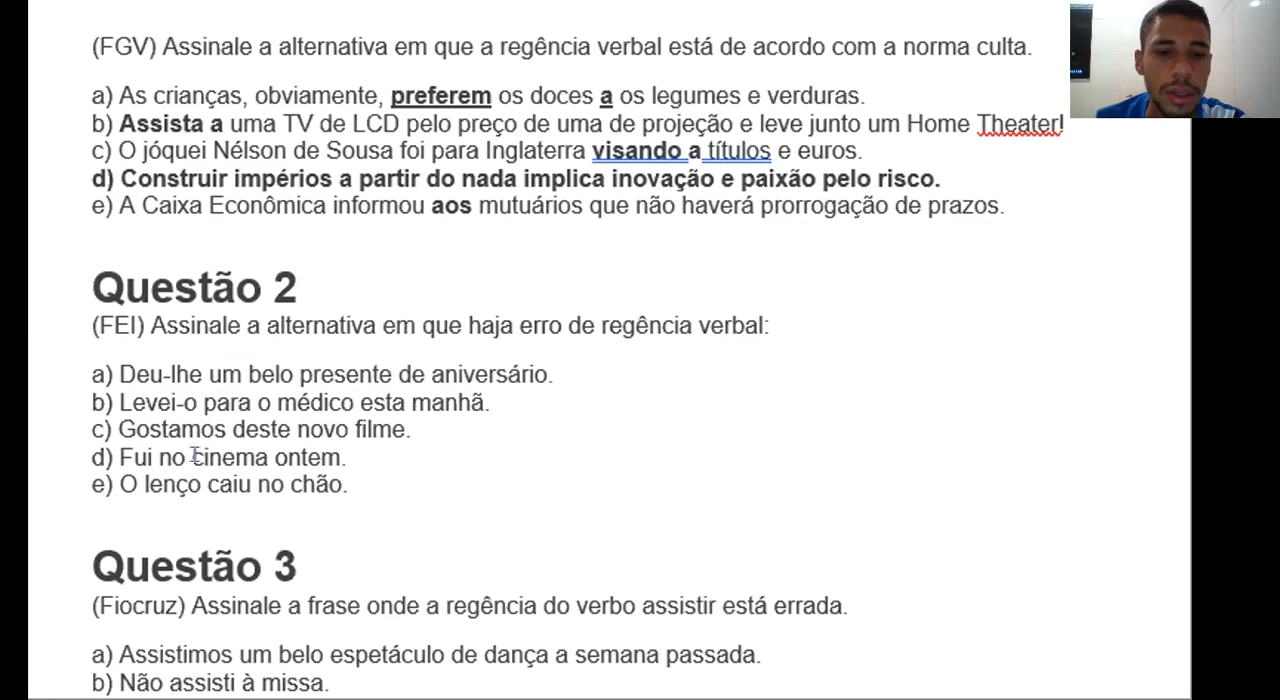 (FGV) Assinale a alternativa em que a regência verbal está de acordo com a norma culta.
a) As crianças, obviamente, preferem os doces a os legumes e verduras.
b) Assista a uma TV de LCD pelo preço de uma de projeção e leve junto um Home Theater!
c) O jóquei Nélson de Sousa foi para Inglaterra visando a títulos e euros.
d) Construir impérios a partir do nada implica inovação e paixão pelo risco.
e) A Caixa Econômica informou aos mutuários que não haverá prorrogação de prazos.
Questão 2
(FEI) Assinale a alternativa em que haja erro de regência verbal:
a) Deu-lhe um belo presente de aniversário.
b) Levei-o para o médico esta manhã.
c) Gostamos deste novo filme.
d) Fui no cinema ontem.
e) O lenço caiu no chão.
Questão 3
(Fiocruz) Assinale a frase onde a regência do verbo assistir está errada.
a) Assistimos um belo espetáculo de dança a semana passada.
b) Não assisti à missa.